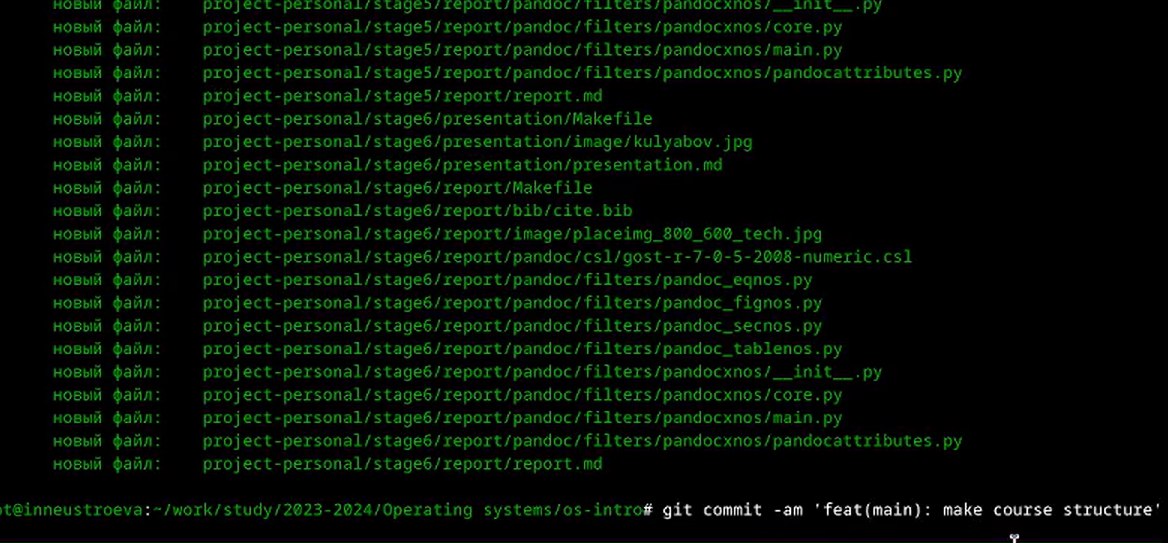 новый файл: project-personal/stage5/report/pandoc/filters/pandocxnos/__init__.py
новый файл: project-personal/stage5/report/pandoc/filters/pandocxnos/core.py
новый файл: project-personal/stage5/report/pandoc/filters/pandocxnos/main.py
новый файл: project-personal/stage5/report/pandoc/filters/pandocxnos/pandocattributes.py
новый файл: project-personal/stage5/report/report.md
новый файл: project-personal/stage6/presentation/Makefile
новый файл: project-personal/stage6/presentation/image/kulyabov.jpg
новый файл: project-personal/stage6/presentation/presentation.md
новый файл: project-personal/stage6/report/Makefile
новый файл: project-personal/stage6/report/bib/cite.bib
новый файл: project-personal/stage6/report/image/placeimg_800_600_tech.jpg
новый файл: project-personal/stage6/report/pandoc/csl/gost-r-7-0-5-2008-numeric.csl
новый файл: project-personal/stage6/report/pandoc/filters/pandoc_eqnos.py
новый файл: project-personal/stage6/report/pandoc/filters/pandoc_fignos.py
новый файл: project-personal/stage6/report/pandoc/filters/pandoc_secnos.py
новый файл: project-personal/stage6/report/pandoc/filters/pandoc_tablenos.py
новый файл: project-personal/stage6/report/pandoc/filters/pandocxnos/__init__.py
новый файл: project-personal/stage6/report/pandoc/filters/pandocxnos/core.py
новый файл: project-personal/stage6/report/pandoc/filters/pandocxnos/main.py
новый файл: project-personal/stage6/report/pandoc/filters/pandocxnos/pandocattributes.py
новый файл: project-personal/stage6/report/report.md
ot@inneustroeva:~/work/study/2023-2024/Operating systems/os-intro# git commit -am 'feat(main): make course structure'